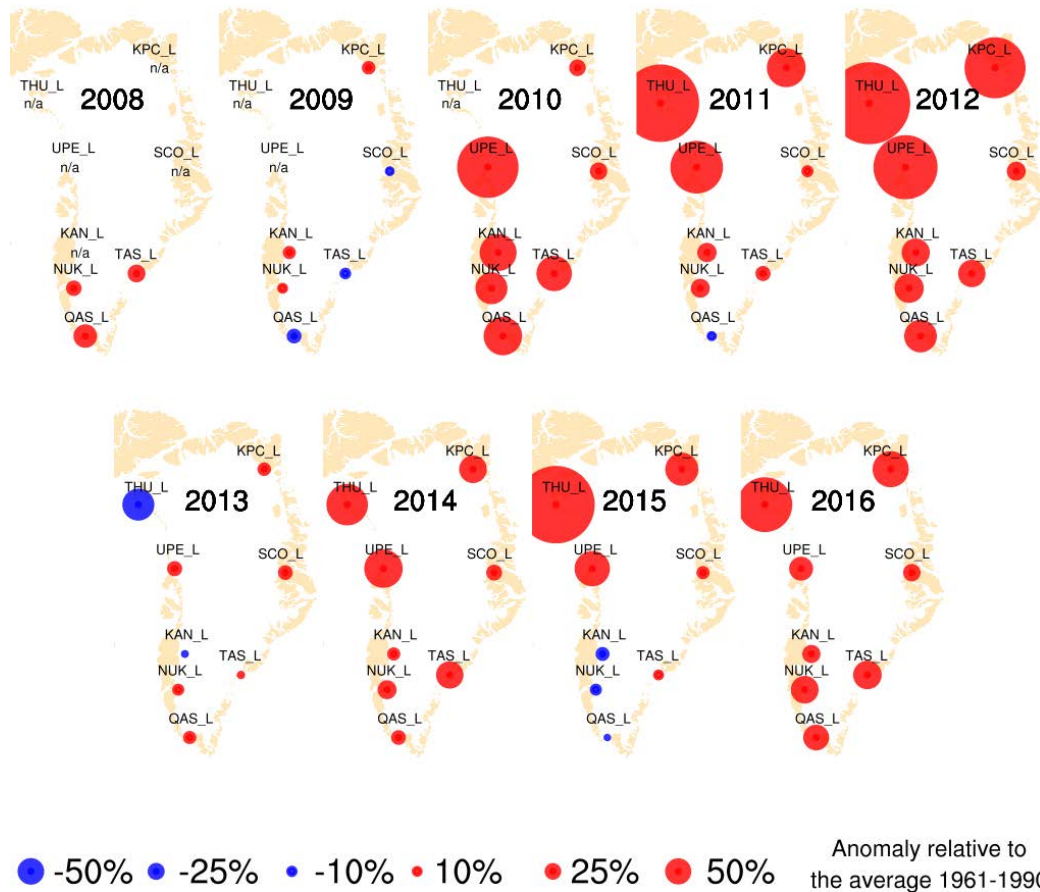 KPC_L
n/a
THU_L
n/a
2008
UPE_L
n/a
SCO_L
n/a
KAN_L
n/a
TAS_L
NUK_L
QAS_L
KPC_L
THU_L
n/a
2009
UPE_L
n/a
SCO_L
KAN_L
TAS_L
NUK_L
QAS_L
KPC_L
THU_L
n/a
2010
UPE_L
SCO_L
KAN_L
TAS_L
NUK_L
QAS_L
KPC_L
THU_L
2011
UPE_L
SCO_L
KAN_L
TAS_L
NUK_L
QAS_L
KPC_L
THU_L
2012
UPE_L
SCO_L
KAN_L
TAS_L
NUK_L
QAS_L
KPC_L
THU_L
2013
UPE_L
SCO_L
KAN_L
TAS_L
NUK_L
QAS_L
KPC_L
THU_L
2014
UPE_L
SCO_L
KAN_L
TAS_L
NUK_L
QAS_L
KPC_L
THU_L
2015
UPE_L
SCO_L
KAN_L
TAS_L
NUK_L
QAS_L
KPC_L
THU_L
2016
UPE_L
SCO_L
KAN_L
TAS_L
NUK_L
QAS_L
-50% -25% -10% 10% 25% 50%
Anomaly relative to
the average 1961-1990